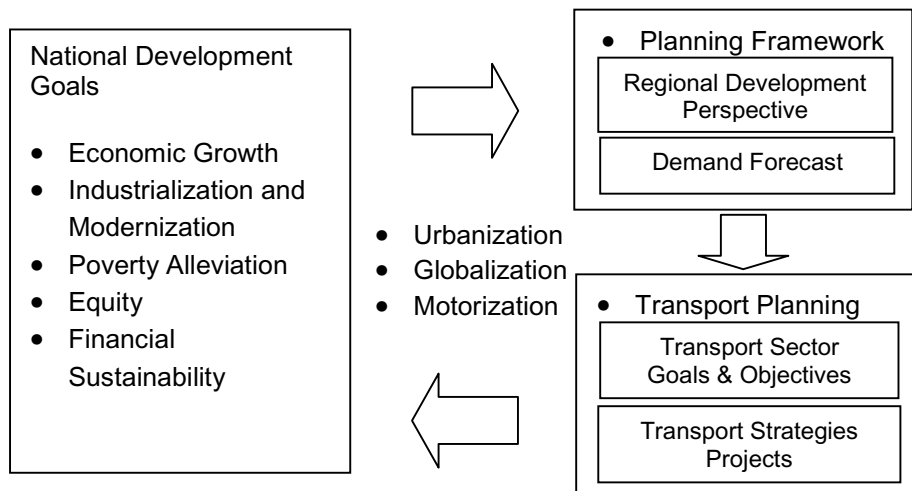 National Development
Goals
• Economic Growth
• Industrialization and
Modernization
• Poverty Alleviation
• Equity
• Financial
Sustainability
• Urbanization
• Globalization
• Motorization
• Planning Framework
Regional Development
Perspective
Demand Forecast
• Transport Planning
Transport Sector
Goals & Objectives
Transport Strategies
Projects